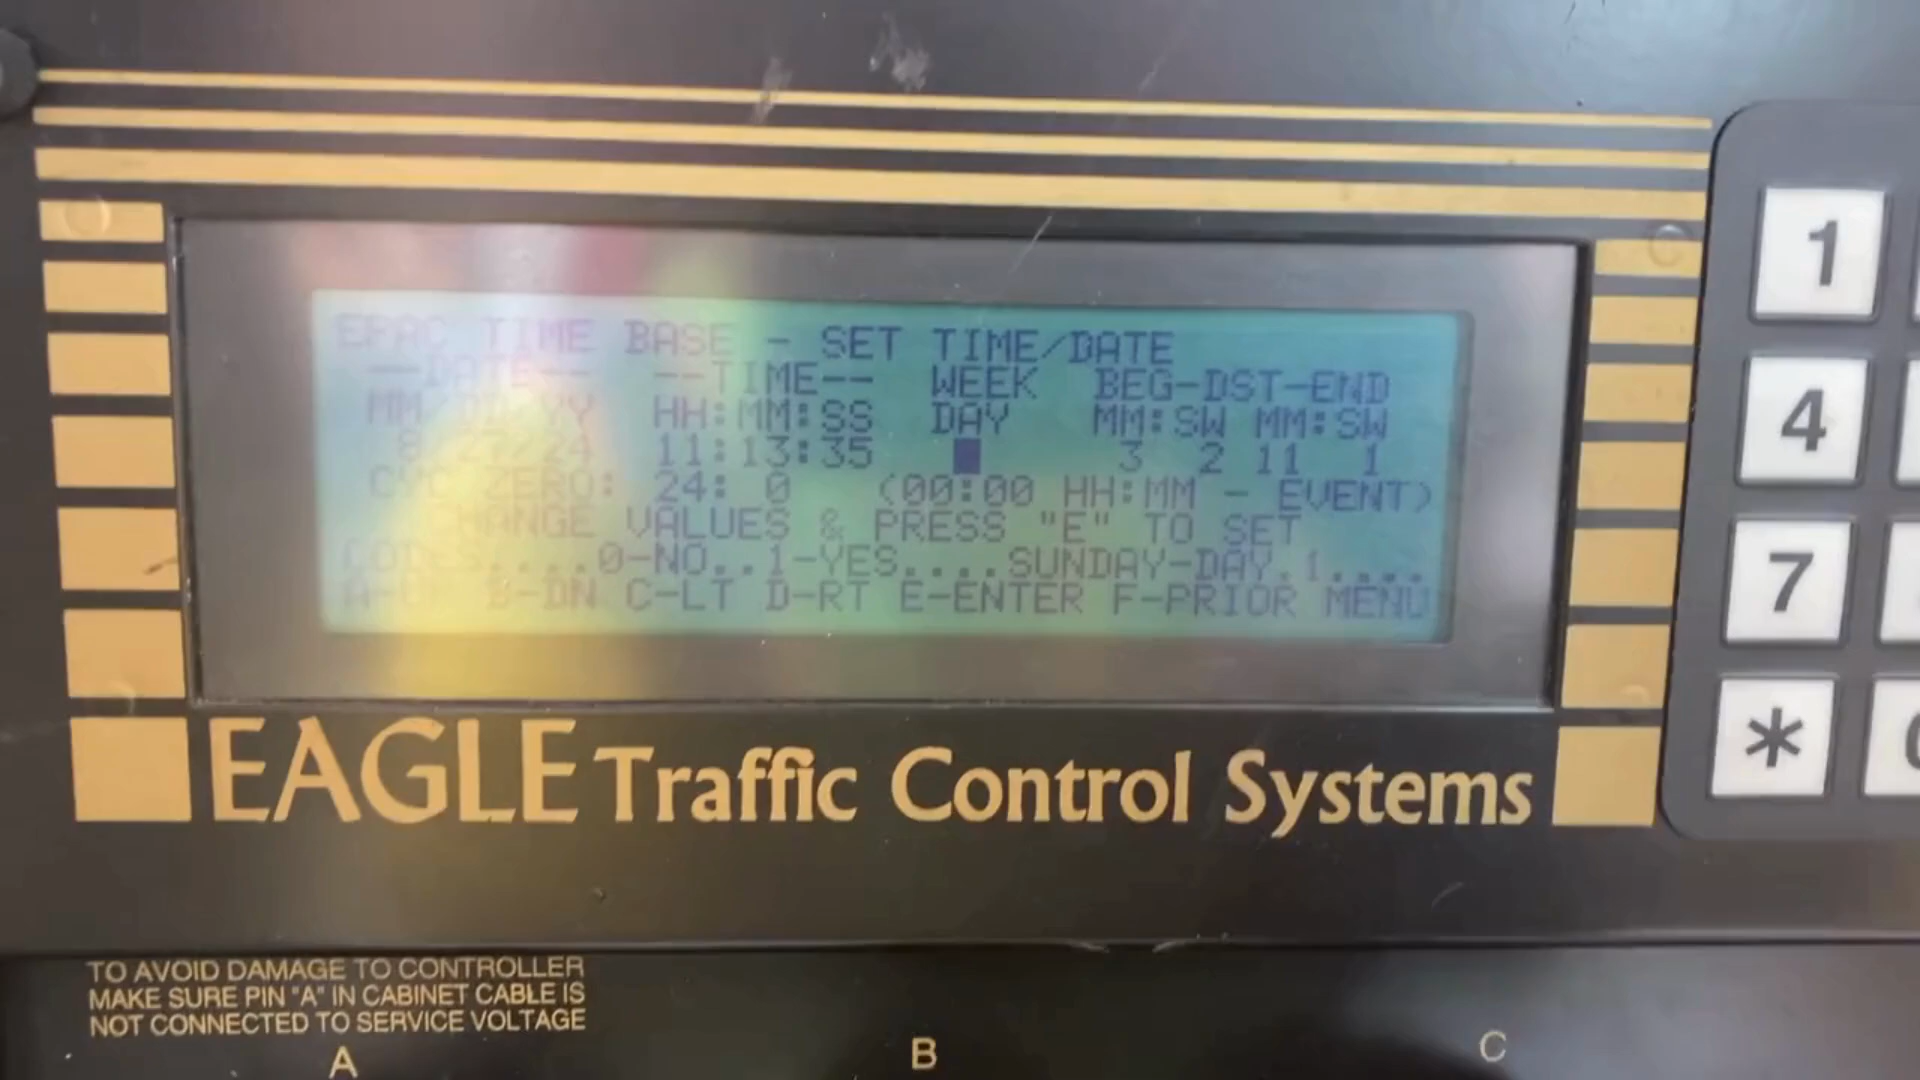 EPAC TIME BASE - SET TIME/DATE
--DATE-- --TIME-- WEEK BEG-DST-END
MM DD YY HH:MM:SS DAY MM:SW MM:SW
8/27/24 11:13:35 3 2 11 1
CYC ZERO: 24: 0 (00:00 HH:MM - EVENT)
CHANGE VALUES & PRESS "E" TO SET
CODES....0-NO..1-YES....SUNDAY-DAY.1....
A-UP B-DN C-LT D-RT E-ENTER F-PRIOR MENU
EAGLE Traffic Control Systems
1
4
7
*
TO AVOID DAMAGE TO CONTROLLER
MAKE SURE PIN "A" IN CABINET CABLE IS
NOT CONNECTED TO SERVICE VOLTAGE
A B C